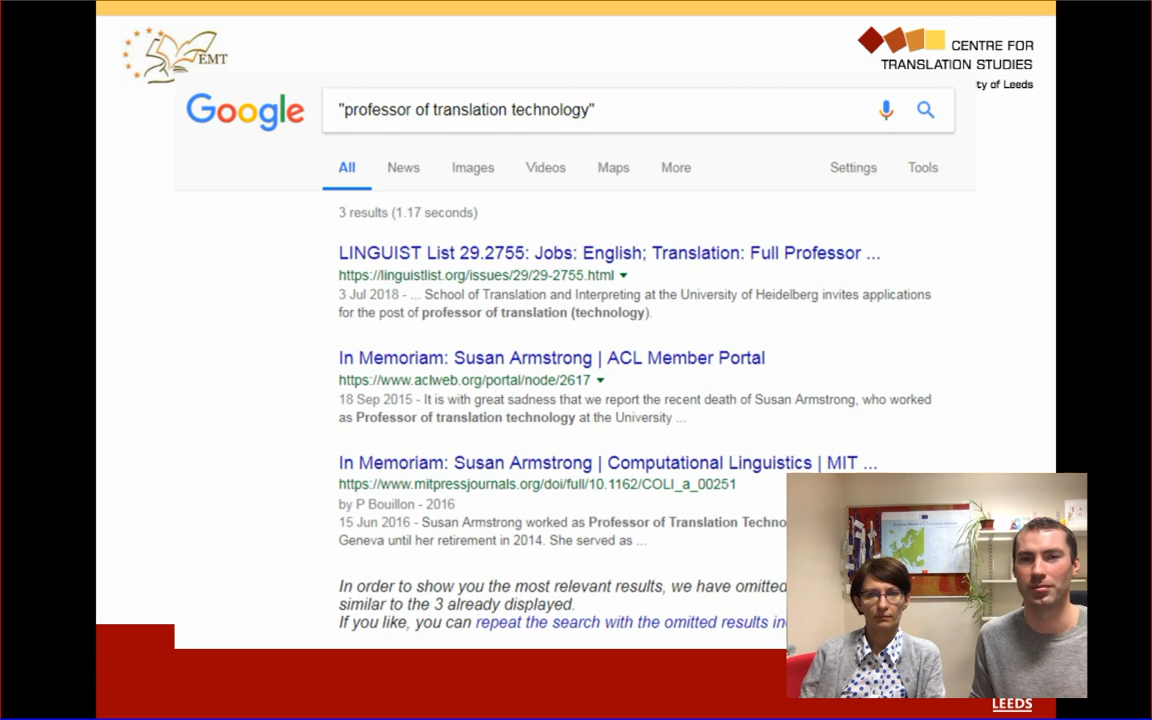 EMT
CENTRE FOR
TRANSLATION STUDIES
ty of Leeds
Google
"professor of translation technology"
All News Images Videos Maps More Settings Tools
3 results (1.17 seconds)
LINGUIST List 29.2755: Jobs: English; Translation: Full Professor ...
https://linguistlist.org/issues/29/29-2755.html
3 Jul 2018 - ... School of Translation and Interpreting at the University of Heidelberg invites applications
for the post of professor of translation (technology).
In Memoriam: Susan Armstrong | ACL Member Portal
https://www.aclweb.org/portal/node/2617
18 Sep 2015 - It is with great sadness that we report the recent death of Susan Armstrong, who worked
as Professor of translation technology at the University ...
In Memoriam: Susan Armstrong | Computational Linguistics | MIT ...
https://www.mitpressjournals.org/doi/full/10.1162/COLI_a_00251
by P Bouillon - 2016
15 Jun 2016 - Susan Armstrong worked as Professor of Translation Techno
Geneva until her retirement in 2014. She served as ...
In order to show you the most relevant results, we have omitted
similar to the 3 already displayed.
If you like, you can repeat the search with the omitted results in
LEEDS